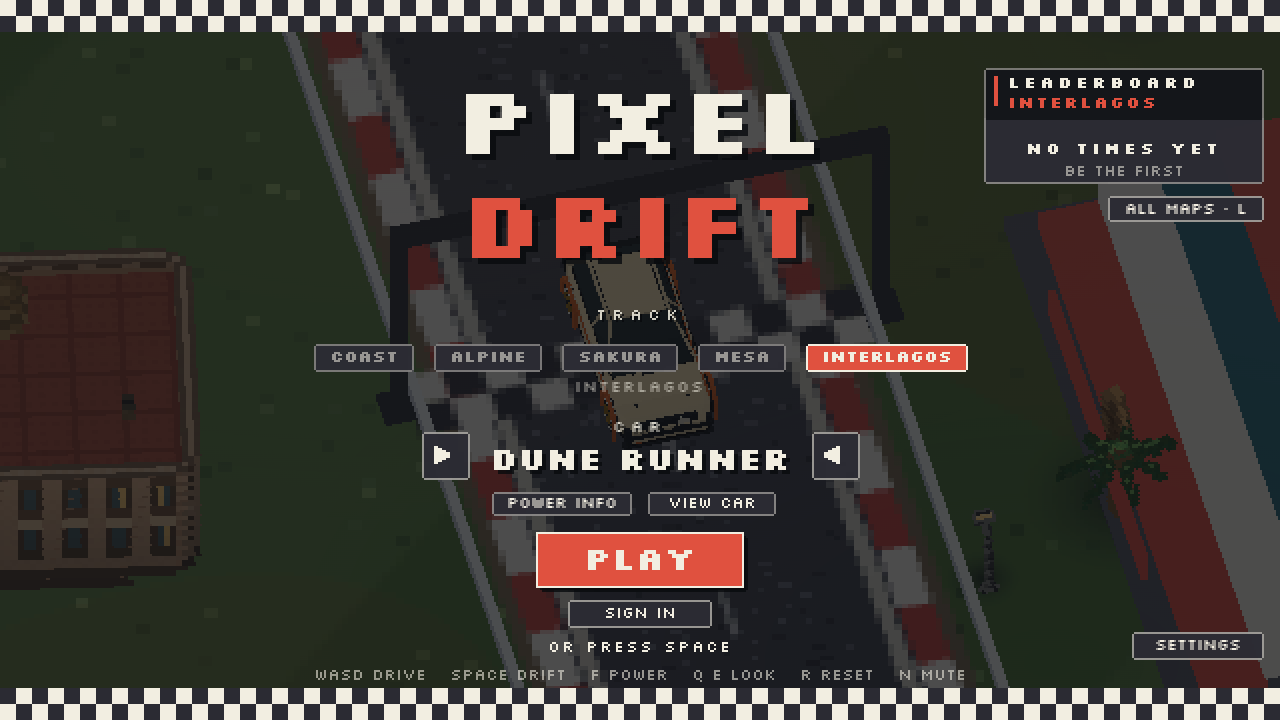 PIXEL
DRIFT
LEADERBOARD
INTERLAGOS
NO TIMES YET
BE THE FIRST
ALL MAPS - L
TRACK
COAST ALPINE SAKURA MESA INTERLAGOS
INTERLAGOS
CAR
DUNE RUNNER
POWER INFO VIEW CAR
PLAY
SIGN IN
OR PRESS SPACE
SETTINGS
WASD DRIVE SPACE DRIFT F POWER Q E LOOK R RESET N MUTE